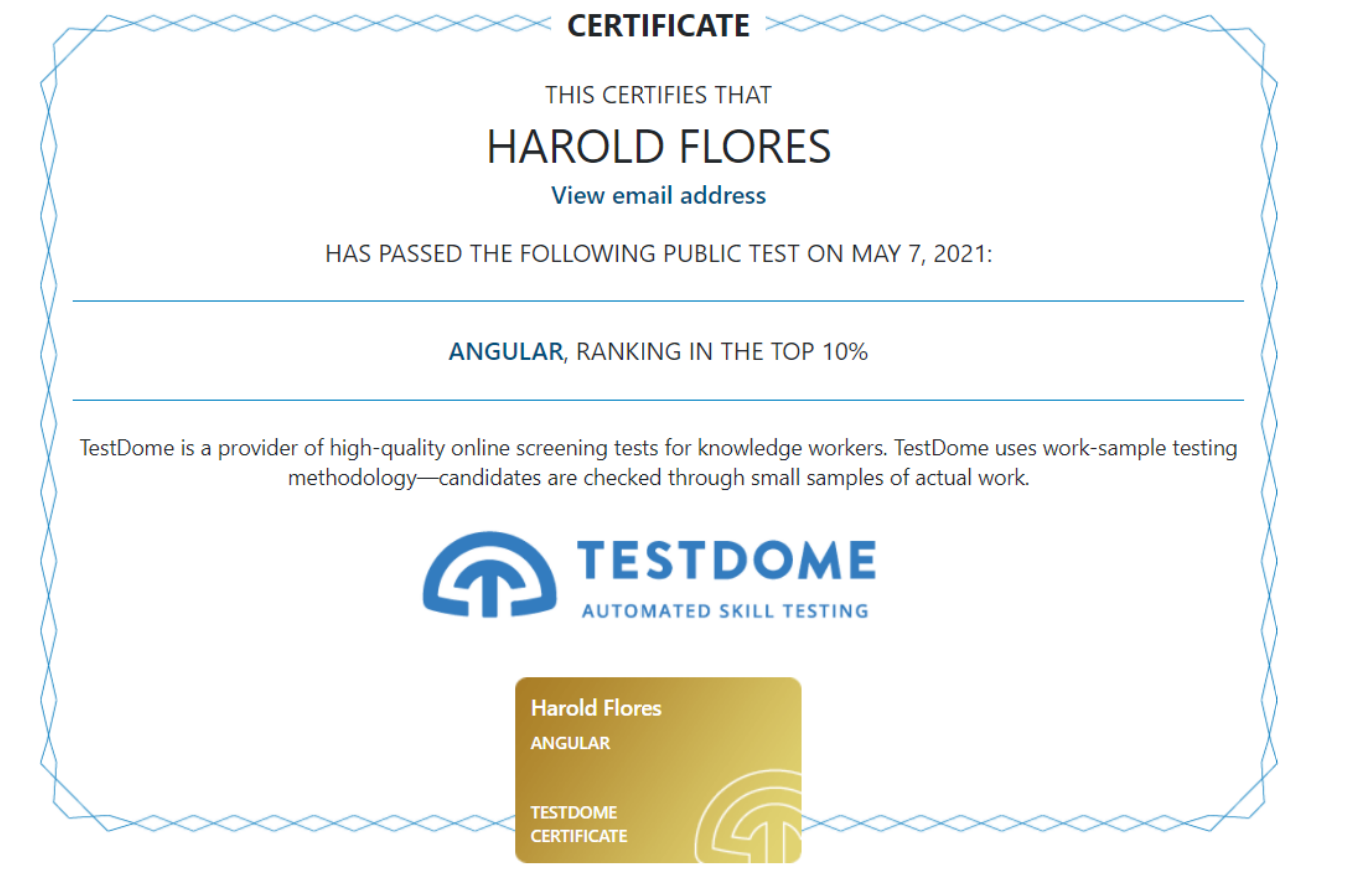 CERTIFICATE
THIS CERTIFIES THAT
HAROLD FLORES
View email address
HAS PASSED THE FOLLOWING PUBLIC TEST ON MAY 7, 2021:
ANGULAR, RANKING IN THE TOP 10%
TestDome is a provider of high-quality online screening tests for knowledge workers. TestDome uses work-sample testing
methodology—candidates are checked through small samples of actual work.
TESTDOME
AUTOMATED SKILL TESTING
Harold Flores
ANGULAR
TESTDOME
CERTIFICATE